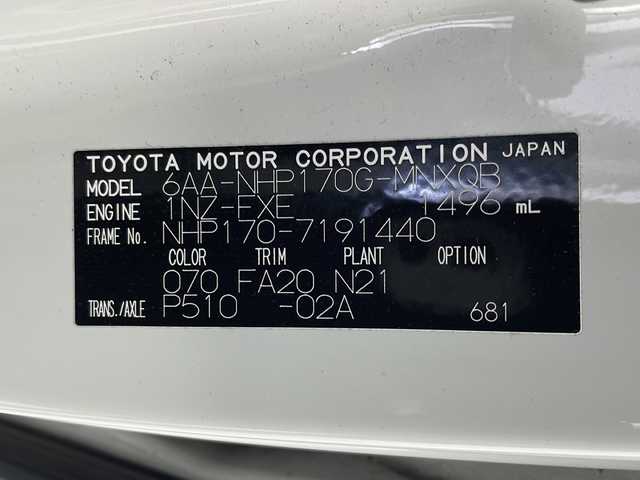 TOYOTA MOTOR CORPORATION JAPAN
MODEL 6AA-NHP170G-MNXQB
ENGINE 1NZ-FXE 1496 mL
FRAME No. NHP170-7191440
COLOR TRIM PLANT OPTION
070 FA20 N21
TRANS./AXLE P510 -02A 681